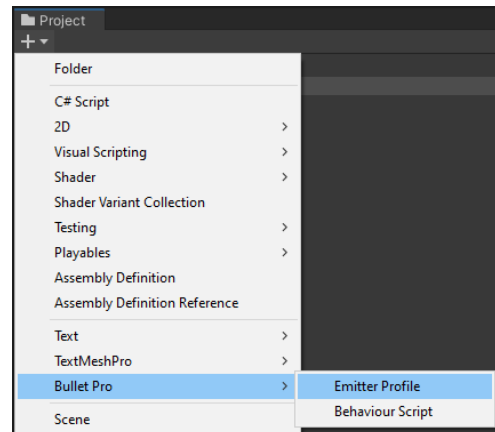 Project
Folder
C# Script
2D
Visual Scripting
Shader
Shader Variant Collection
Testing
Playables
Assembly Definition
Assembly Definition Reference
Text
TextMeshPro
Bullet Pro
Emitter Profile
Behaviour Script
Scene